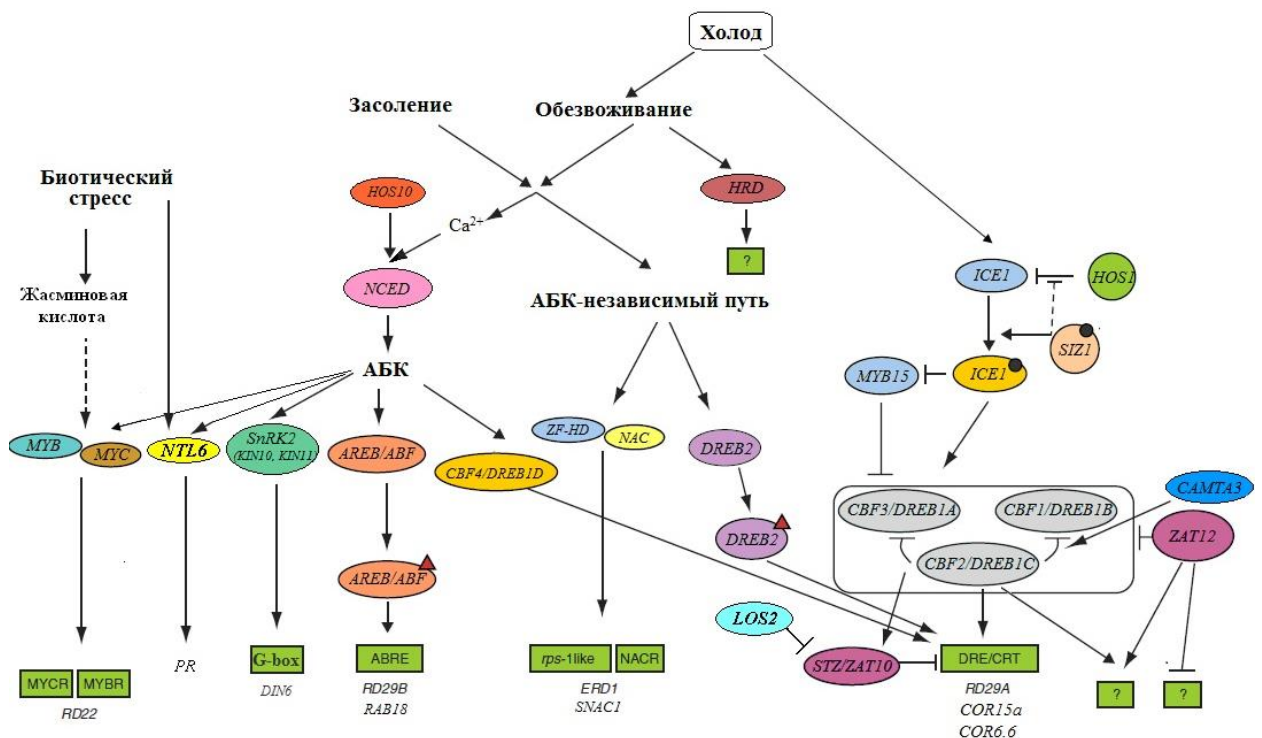 Холод
Засоление
Обезвоживание
Биотический
стресс
HOS10
HRD
Ca²⁺
?
ICE1
HOS1
NCED
Жасминовая
кислота
АБК-независимый путь
SIZ1
АБК
MYB15
ICE1
MYB
MYC
NTL6
SnRK2
(KIN10, KIN11)
AREB/ABF
CBF4/DREB1D
ZF-HD
NAC
DREB2
CAMTA3
CBF3/DREB1A
CBF1/DREB1B
DREB2
ZAT12
CBF2/DREB1C
AREB/ABF
LOS2
MYCR
MYBR
RD22
PR
G-box
DIN6
ABRE
RD29B
RAB18
rps-1like
NACR
ERD1
SNAC1
STZ/ZAT10
DRE/CRT
RD29A
COR15a
COR6.6
?
?